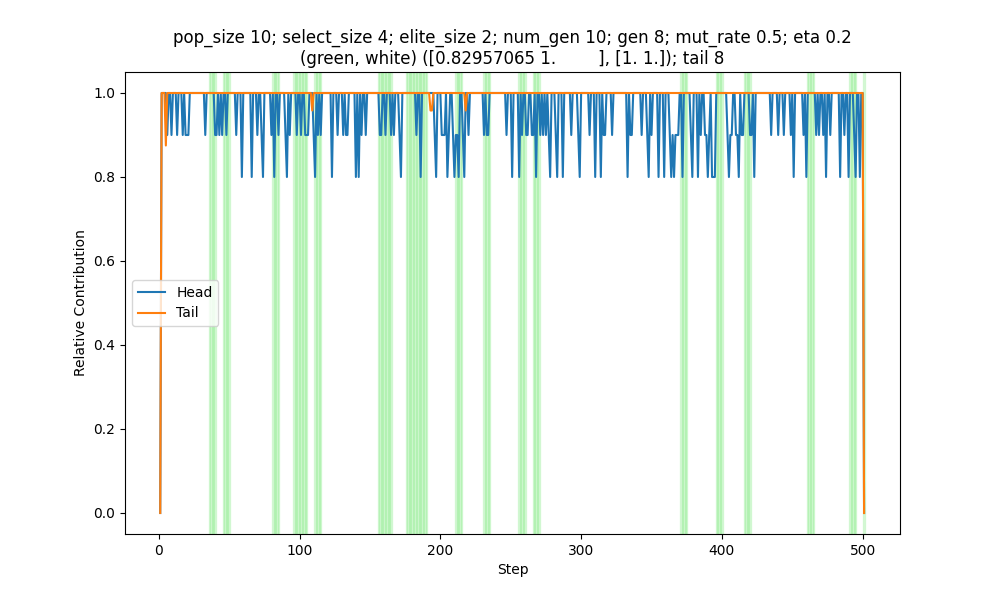 pop_size 10; select_size 4; elite_size 2; num_gen 10; gen 8; mut_rate 0.5; eta 0.2
(green, white) ([0.82957065 1.        ], [1. 1.]); tail 8
1.0
0.8
0.6
0.4
0.2
0.0
Relative Contribution
Head
Tail
0
100
200
300
400
500
Step